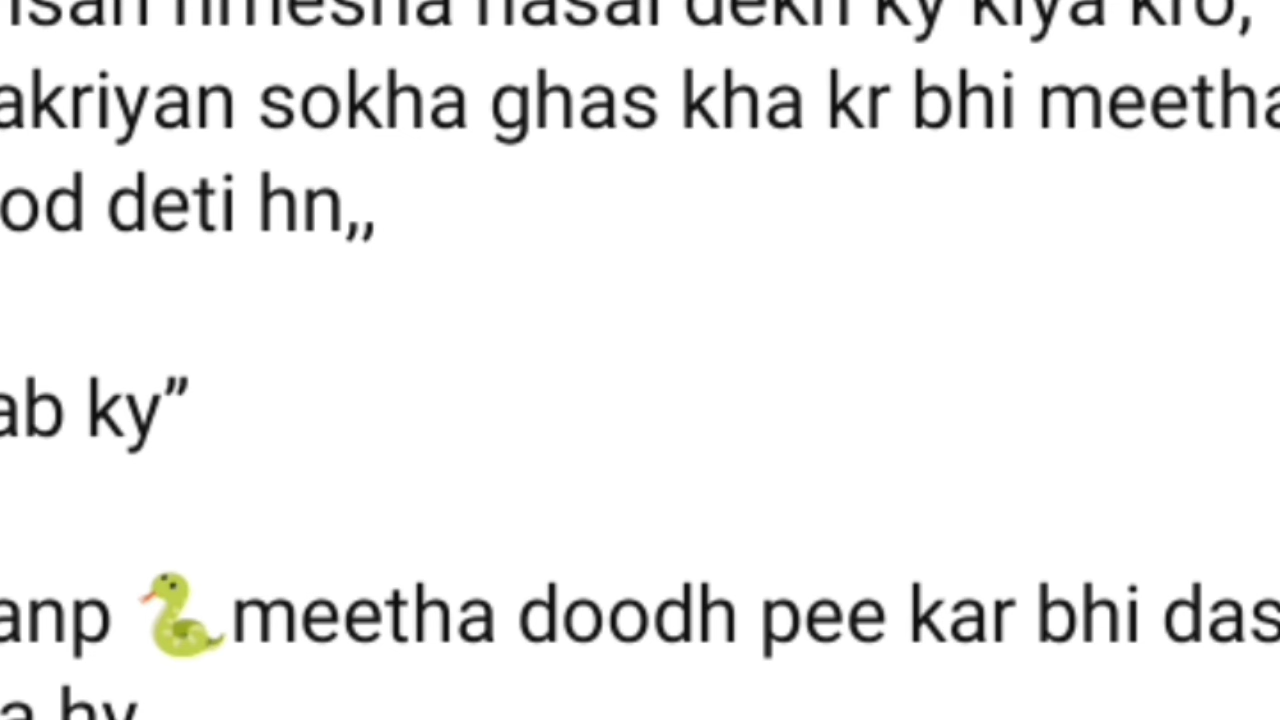 hmesha nasal dekh ky kiya kro,
akriyan sokha ghas kha kr bhi meetha
od deti hn,,
ab ky”
anp 🐍meetha doodh pee kar bhi das
a hy